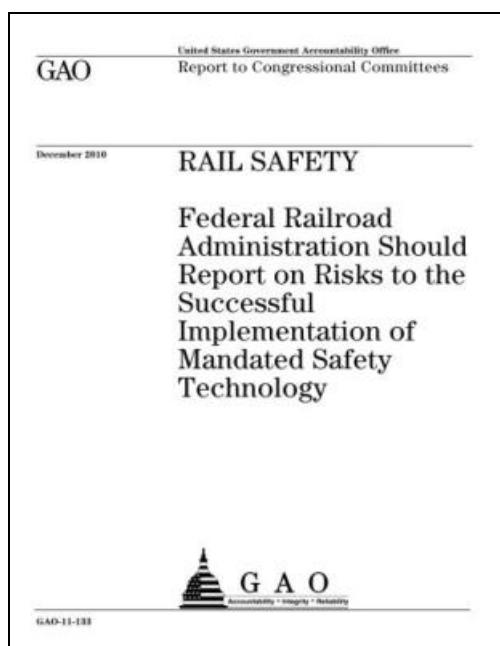 United States Government Accountability Office
GAO
Report to Congressional Committees
December 2010
RAIL SAFETY
Federal Railroad
Administration Should
Report on Risks to the
Successful
Implementation of
Mandated Safety
Technology
G A O
Accountability * Integrity * Reliability
GAO-11-133